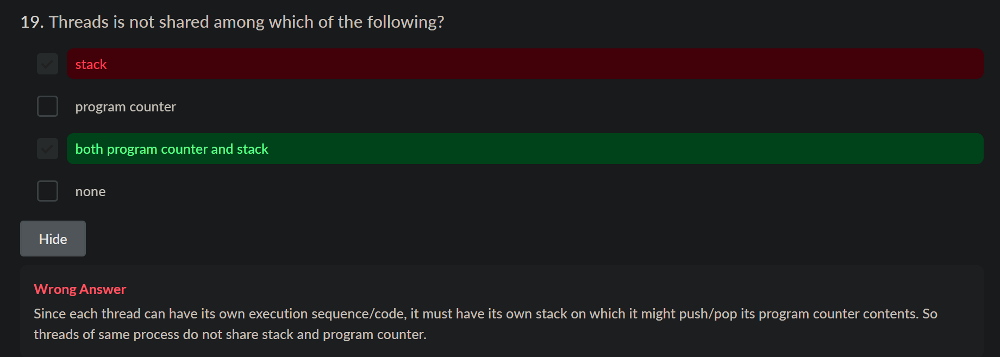 19. Threads is not shared among which of the following?
stack
program counter
both program counter and stack
none
Hide
Wrong Answer
Since each thread can have its own execution sequence/code, it must have its own stack on which it might push/pop its program counter contents. So
threads of same process do not share stack and program counter.